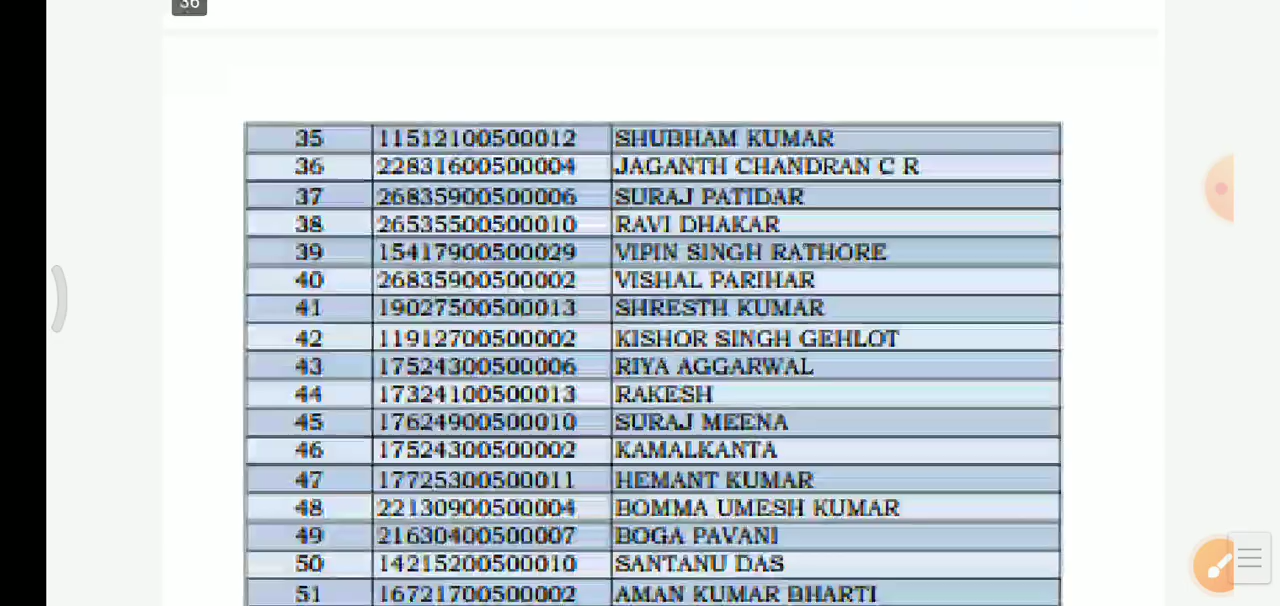 36
35 115121100500012 SHUBHAM KUMAR
36 22831600500004 JAGANTH CHANDRAN C R
37 26835900500006 SURAJ PATIDAR
38 26535500500010 RAVI DHAKAR
39 15417900500029 VIPIN SINGH RATHORE
40 26835900500002 VISHAL PARIHAR
41 19027500500013 SHRESTH KUMAR
42 11912700500002 KISHOR SINGH GEHLOT
43 17524300500006 RIYA AGGARWAL
44 17324100500013 RAKESH
45 17624900500010 SURAJ MEENA
46 17524300500002 KAMALKANTA
47 17725300500011 HEMANT KUMAR
48 22130900500004 BOMMA UMESH KUMAR
49 21630400500007 BOGA PAVANI
50 14215200500010 SANTANU DAS
51 16721700500002 AMAN KUMAR BHARTI